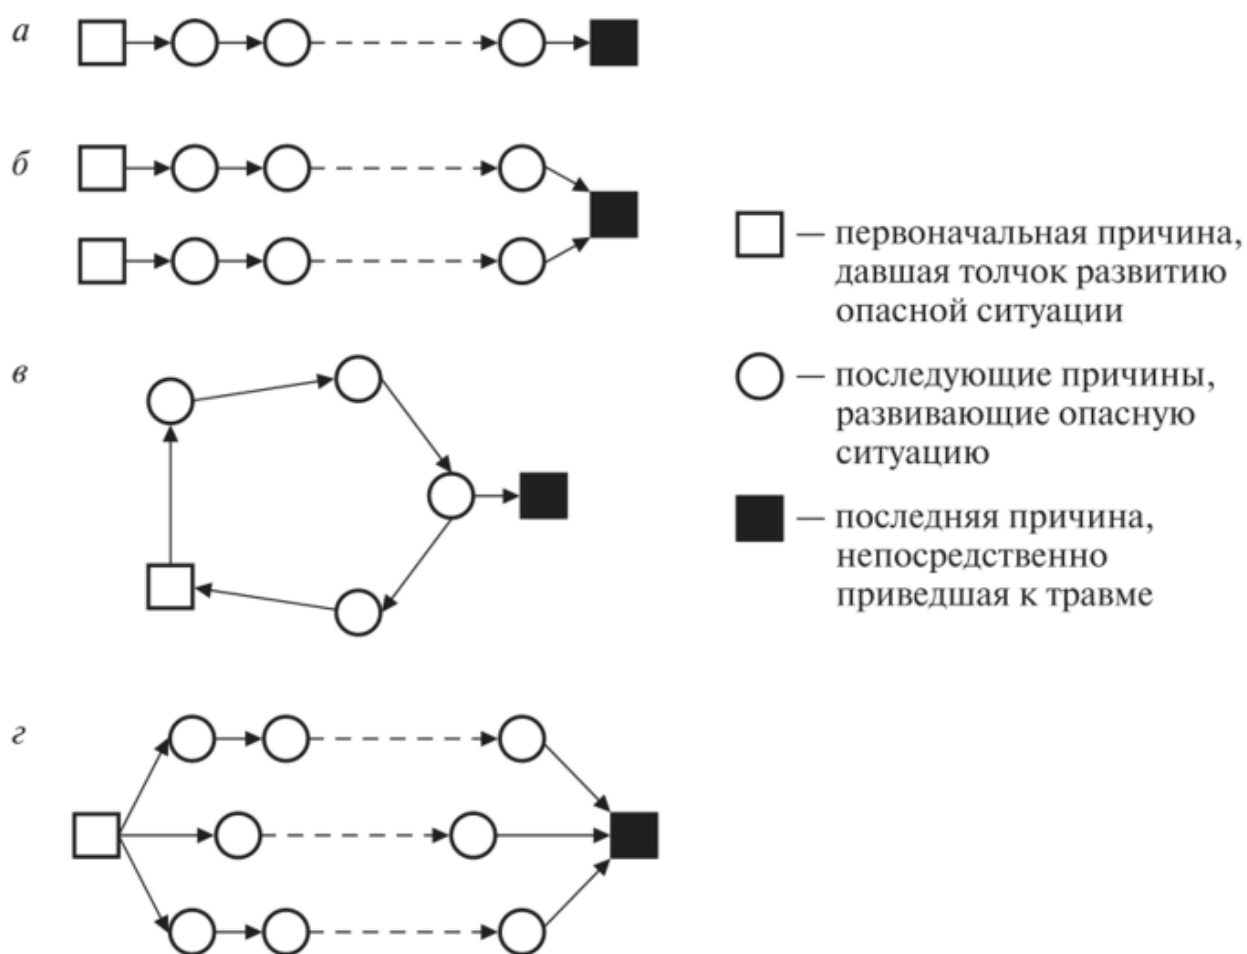 а
б
— первоначальная причина,
давшая толчок развитию
опасной ситуации
в
— последующие причины,
развивающие опасную
ситуацию
— последняя причина,
непосредственно
приведшая к травме
г